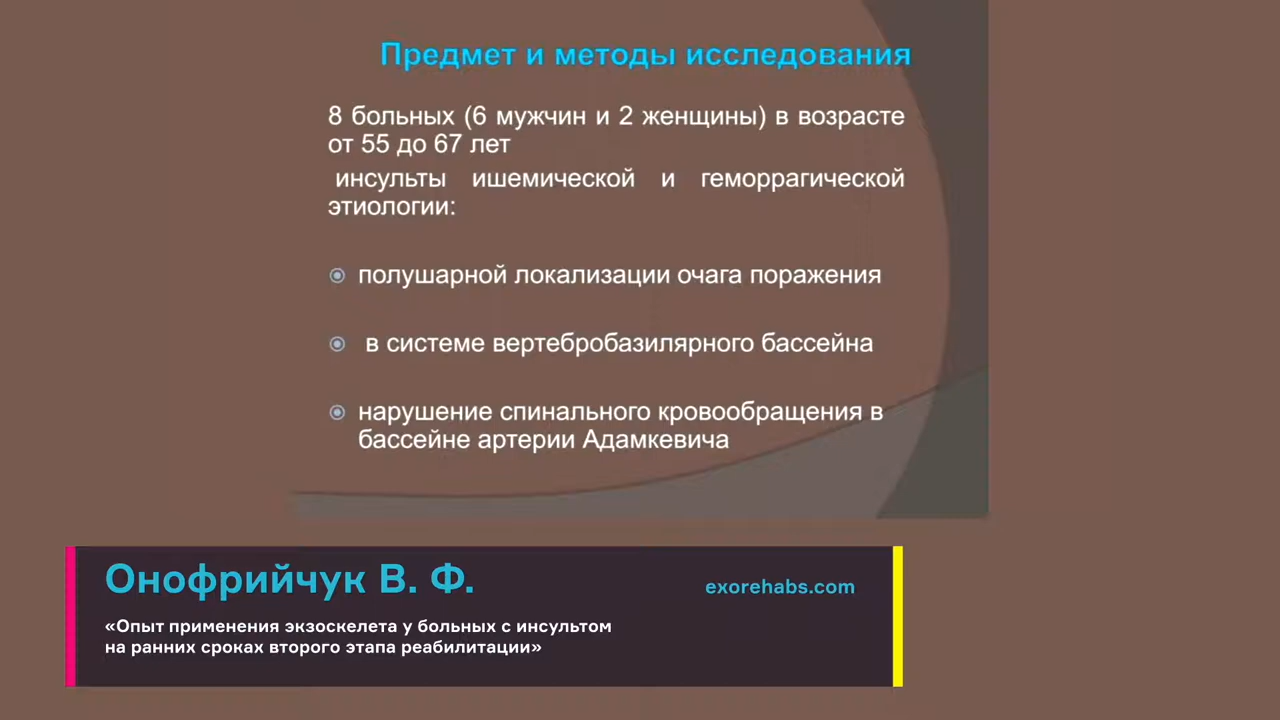 Предмет и методы исследования
8 больных (6 мужчин и 2 женщины) в возрасте
от 55 до 67 лет
инсульты ишемической и геморрагической
этиологии:
полушарной локализации очага поражения
в системе вертебробазилярного бассейна
нарушение спинального кровообращения в
бассейне артерии Адамкевича
Онофрийчук В. Ф.
exorehabs.com
«Опыт применения экзоскелета у больных с инсультом
на ранних сроках второго этапа реабилитации»